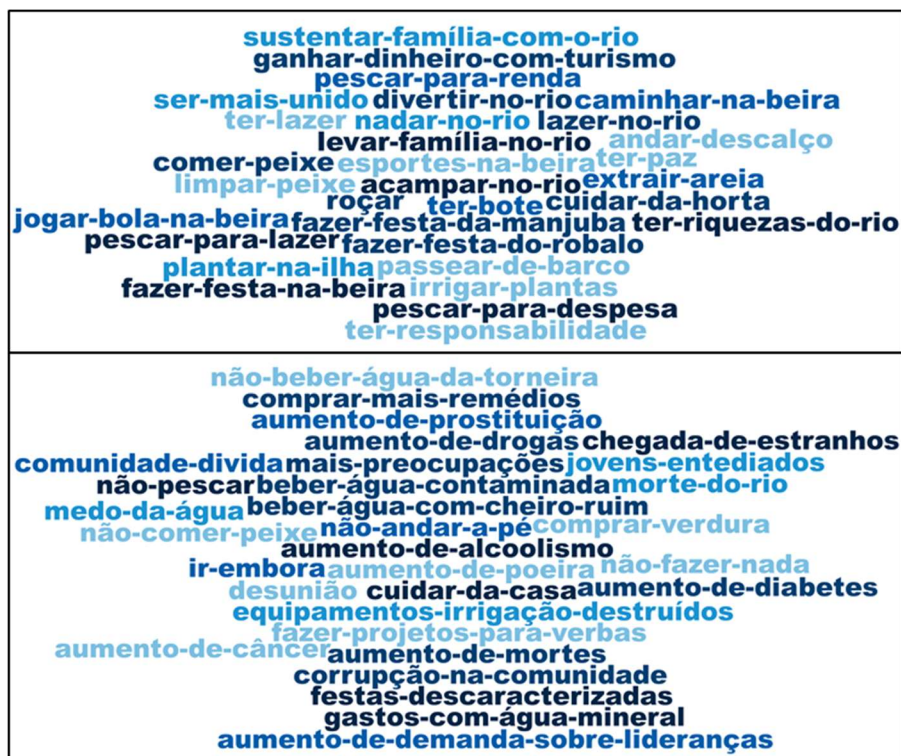 sustentar-família-com-o-rio
ganhar-dinheiro-com-turismo
pescar-para-renda
ser-mais-unido divertir-no-rio caminhar-na-beira
ter-lazer nadar-no-rio lazer-no-rio
levar-família-no-rio andar-descalço
comer-peixe esportes-na-beira ter-paz
limpar-peixe acampar-no-rio extrair-areia
roçar ter-bote cuidar-da-horta
jogar-bola-na-beira fazer-festa-da-manjuba ter-riquezas-do-rio
pescar-para-lazer fazer-festa-do-robalo
plantar-na-ilha passear-de-barco
fazer-festa-na-beira irrigar-plantas
pescar-para-despesa
ter-responsabilidade
não-beber-água-da-torneira
comprar-mais-remédios
aumento-de-prostituição
aumento-de-drogas chegada-de-estranhos
comunidade-divida mais-preocupações jovens-entediados
não-pescar beber-água-contaminada morte-do-rio
medo-da-água beber-água-com-cheiro-ruim
não-comer-peixe não-andar-a-pé comprar-verdura
aumento-de-alcoolismo
ir-embora aumento-de-poeira não-fazer-nada
desunião cuidar-da-casa aumento-de-diabetes
equipamentos-irrigação-destruídos
fazer-projetos-para-verbas
aumento-de-câncer aumento-de-mortes
corrupção-na-comunidade
festas-descaracterizadas
gastos-com-água-mineral
aumento-de-demanda-sobre-lideranças